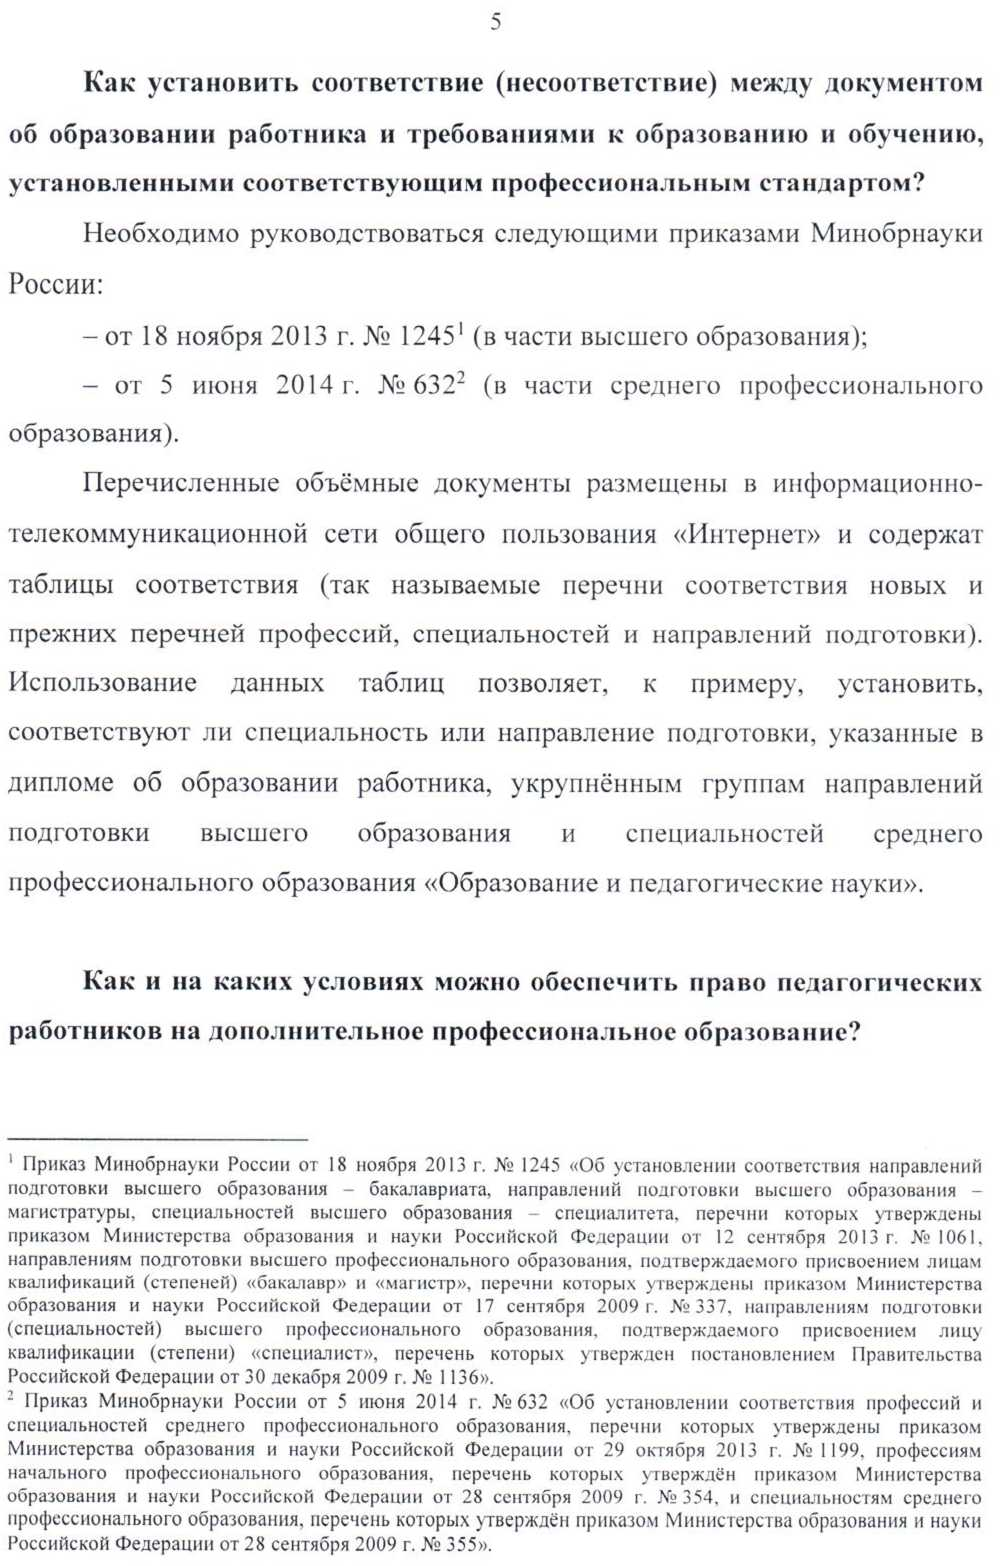 5
Как установить соответствие (несоответствие) между документом
об образовании работника и требованиями к образованию и обучению,
установленными соответствующим профессиональным стандартом?
Необходимо руководствоваться следующими приказами Минобрнауки
России:
– от 18 ноября 2013 г. № 1245¹ (в части высшего образования);
– от 5 июня 2014 г. № 632² (в части среднего профессионального
образования).
Перечисленные объёмные документы размещены в информационно-
телекоммуникационной сети общего пользования «Интернет» и содержат
таблицы соответствия (так называемые перечни соответствия новых и
прежних перечней профессий, специальностей и направлений подготовки).
Использование данных таблиц позволяет, к примеру, установить,
соответствуют ли специальность или направление подготовки, указанные в
дипломе об образовании работника, укрупнённым группам направлений
подготовки высшего образования и специальностей среднего
профессионального образования «Образование и педагогические науки».
Как и на каких условиях можно обеспечить право педагогических
работников на дополнительное профессиональное образование?
¹ Приказ Минобрнауки России от 18 ноября 2013 г. № 1245 «Об установлении соответствия направлений
подготовки высшего образования – бакалавриата, направлений подготовки высшего образования –
магистратуры, специальностей высшего образования – специалитета, перечни которых утверждены
приказом Министерства образования и науки Российской Федерации от 12 сентября 2013 г. № 1061,
направлениям подготовки высшего профессионального образования, подтверждаемого присвоением лицам
квалификаций (степеней) «бакалавр» и «магистр», перечни которых утверждены приказом Министерства
образования и науки Российской Федерации от 17 сентября 2009 г. № 337, направлениям подготовки
(специальностей) высшего профессионального образования, подтверждаемого присвоением лицу
квалификации (степени) «специалист», перечень которых утвержден постановлением Правительства
Российской Федерации от 30 декабря 2009 г. № 1136».
² Приказ Минобрнауки России от 5 июня 2014 г. № 632 «Об установлении соответствия профессий и
специальностей среднего профессионального образования, перечни которых утверждены приказом
Министерства образования и науки Российской Федерации от 29 октября 2013 г. № 1199, профессиям
начального профессионального образования, перечень которых утверждён приказом Министерства
образования и науки Российской Федерации от 28 сентября 2009 г. № 354, и специальностям среднего
профессионального образования, перечень которых утверждён приказом Министерства образования и науки
Российской Федерации от 28 сентября 2009 г. № 355».